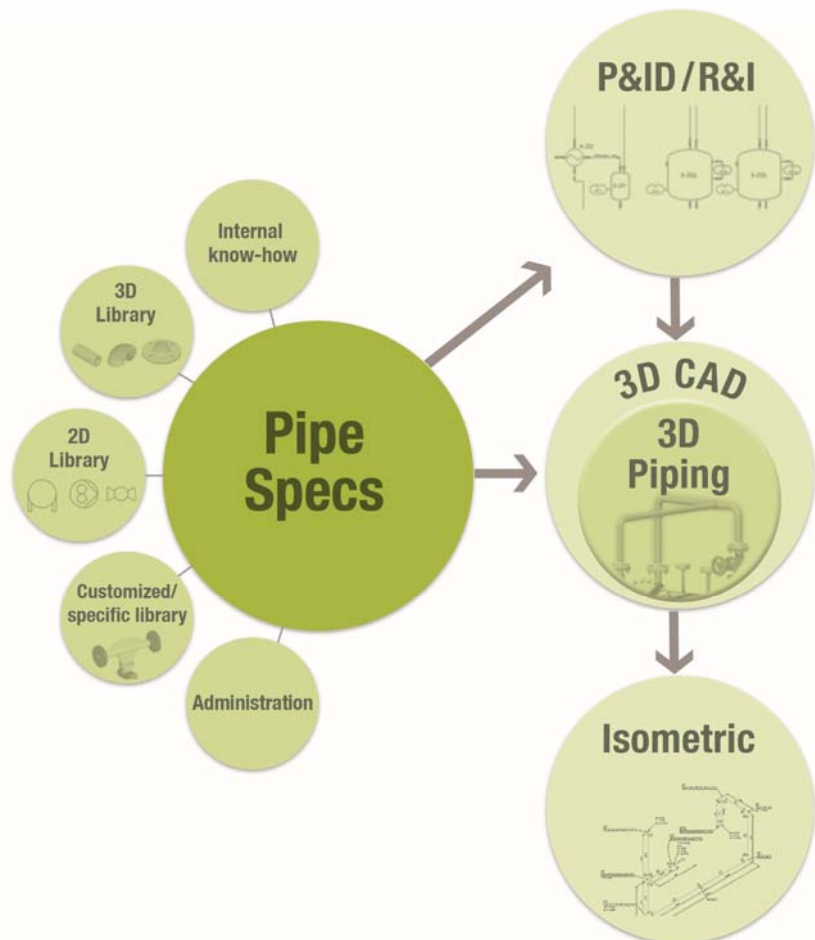 P&ID/R&I
Internal
know-how
3D
Library
2D
Library
Customized/
specific library
Administration
Pipe
Specs
3D CAD
3D
Piping
Isometric